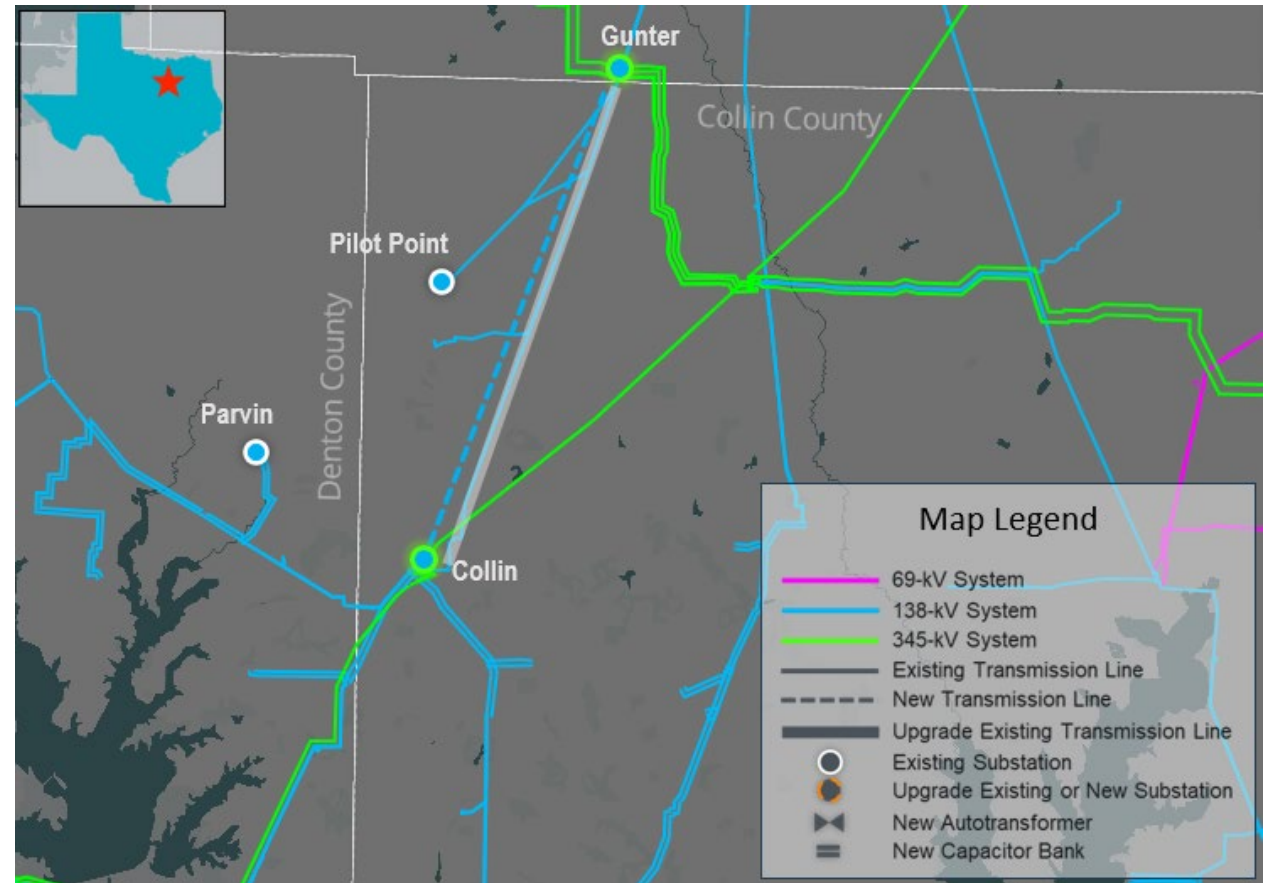 Gunter
Collin County
Pilot Point
Denton County
Parvin
Collin
Map Legend
69-kV System
138-kV System
345-kV System
Existing Transmission Line
New Transmission Line
Upgrade Existing Transmission Line
Existing Substation
Upgrade Existing or New Substation
New Autotransformer
New Capacitor Bank